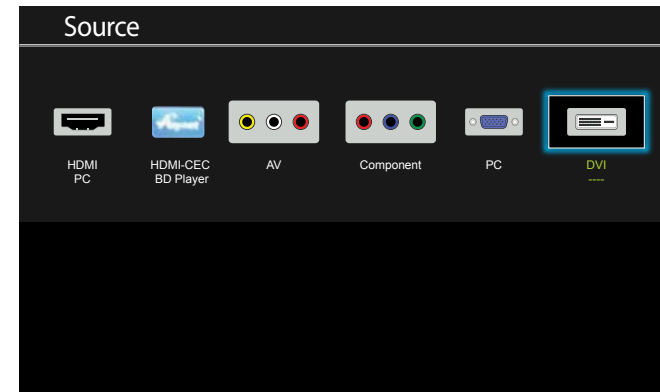 Source
HDMI
PC
HDMI-CEC
BD Player
AV
Component
PC
DVI
----